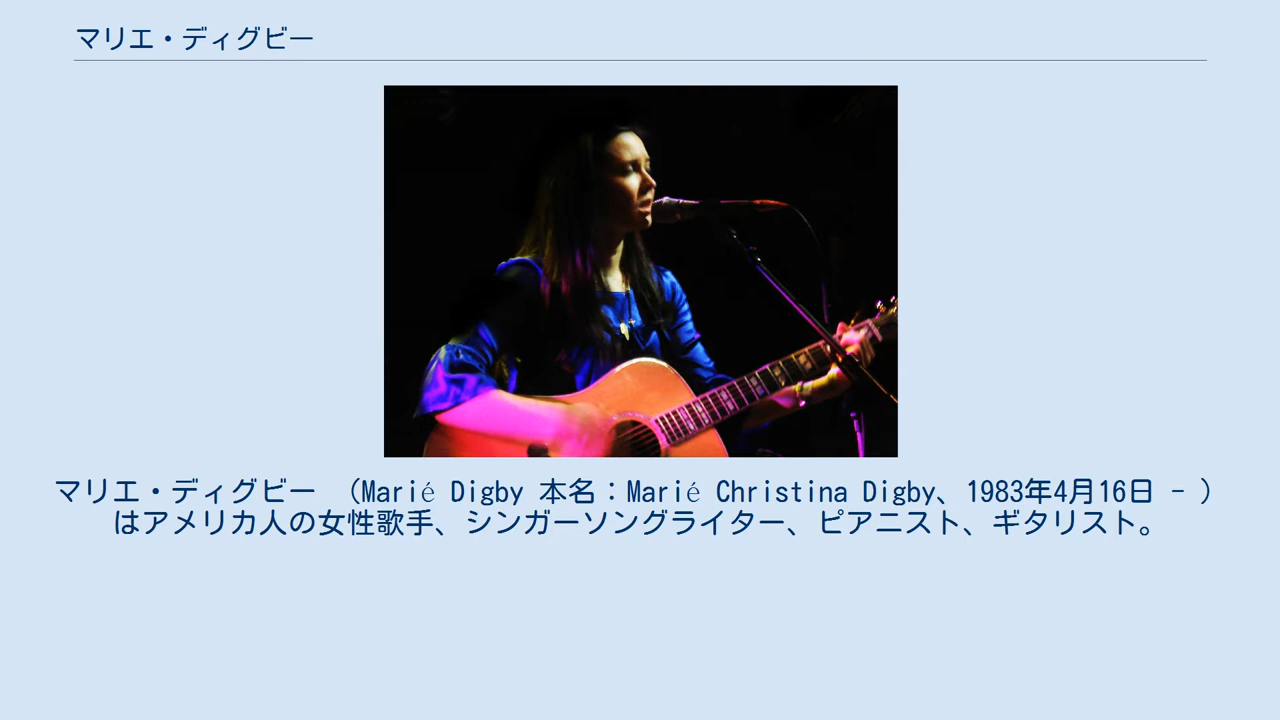 マリエ・ディグビー
マリエ・ディグビー （Marié Digby 本名：Marié Christina Digby、1983年4月16日 - ）
はアメリカ人の女性歌手、シンガーソングライター、ピアニスト、ギタリスト。